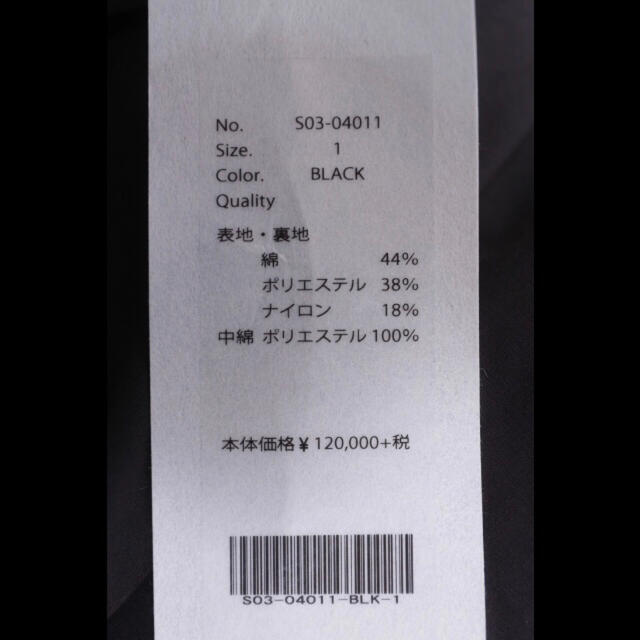 No. S03-04011
Size. 1
Color. BLACK
Quality
表地・裏地
綿 44%
ポリエステル 38%
ナイロン 18%
中綿 ポリエステル 100%
本体価格¥120,000+税
S03-04011-BLK-1